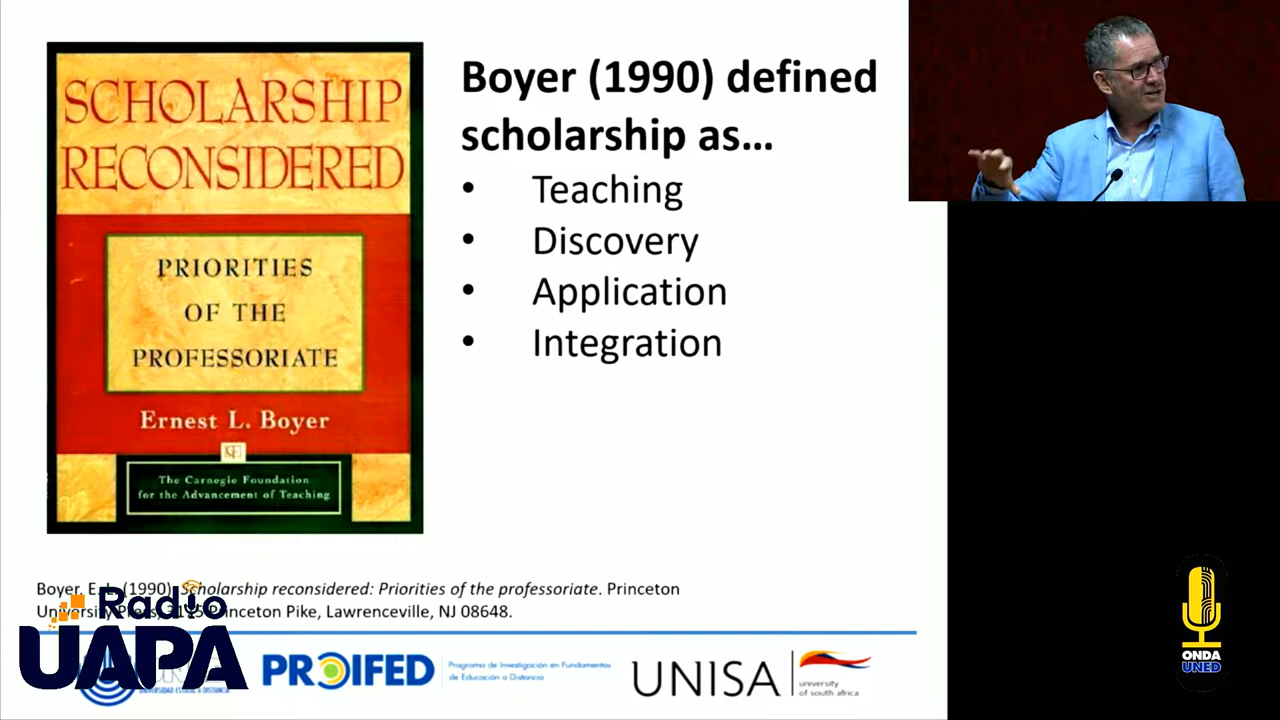 SCHOLARSHIP
RECONSIDERED
PRIORITIES
OF THE
PROFESSORIATE
Ernest L. Boyer
The Carnegie Foundation
for the Advancement of Teaching
Boyer (1990) defined
scholarship as…
• Teaching
• Discovery
• Application
• Integration
Boyer, E. L. (1990). Scholarship reconsidered: Priorities of the professoriate. Princeton
University Press, 3175 Princeton Pike, Lawrenceville, NJ 08648.
Radio
UAPA
PROIFED
Programa de Investigación en Fundamentos
de Educación a Distancia
UNISA
university
of south africa
ONDA
UNED